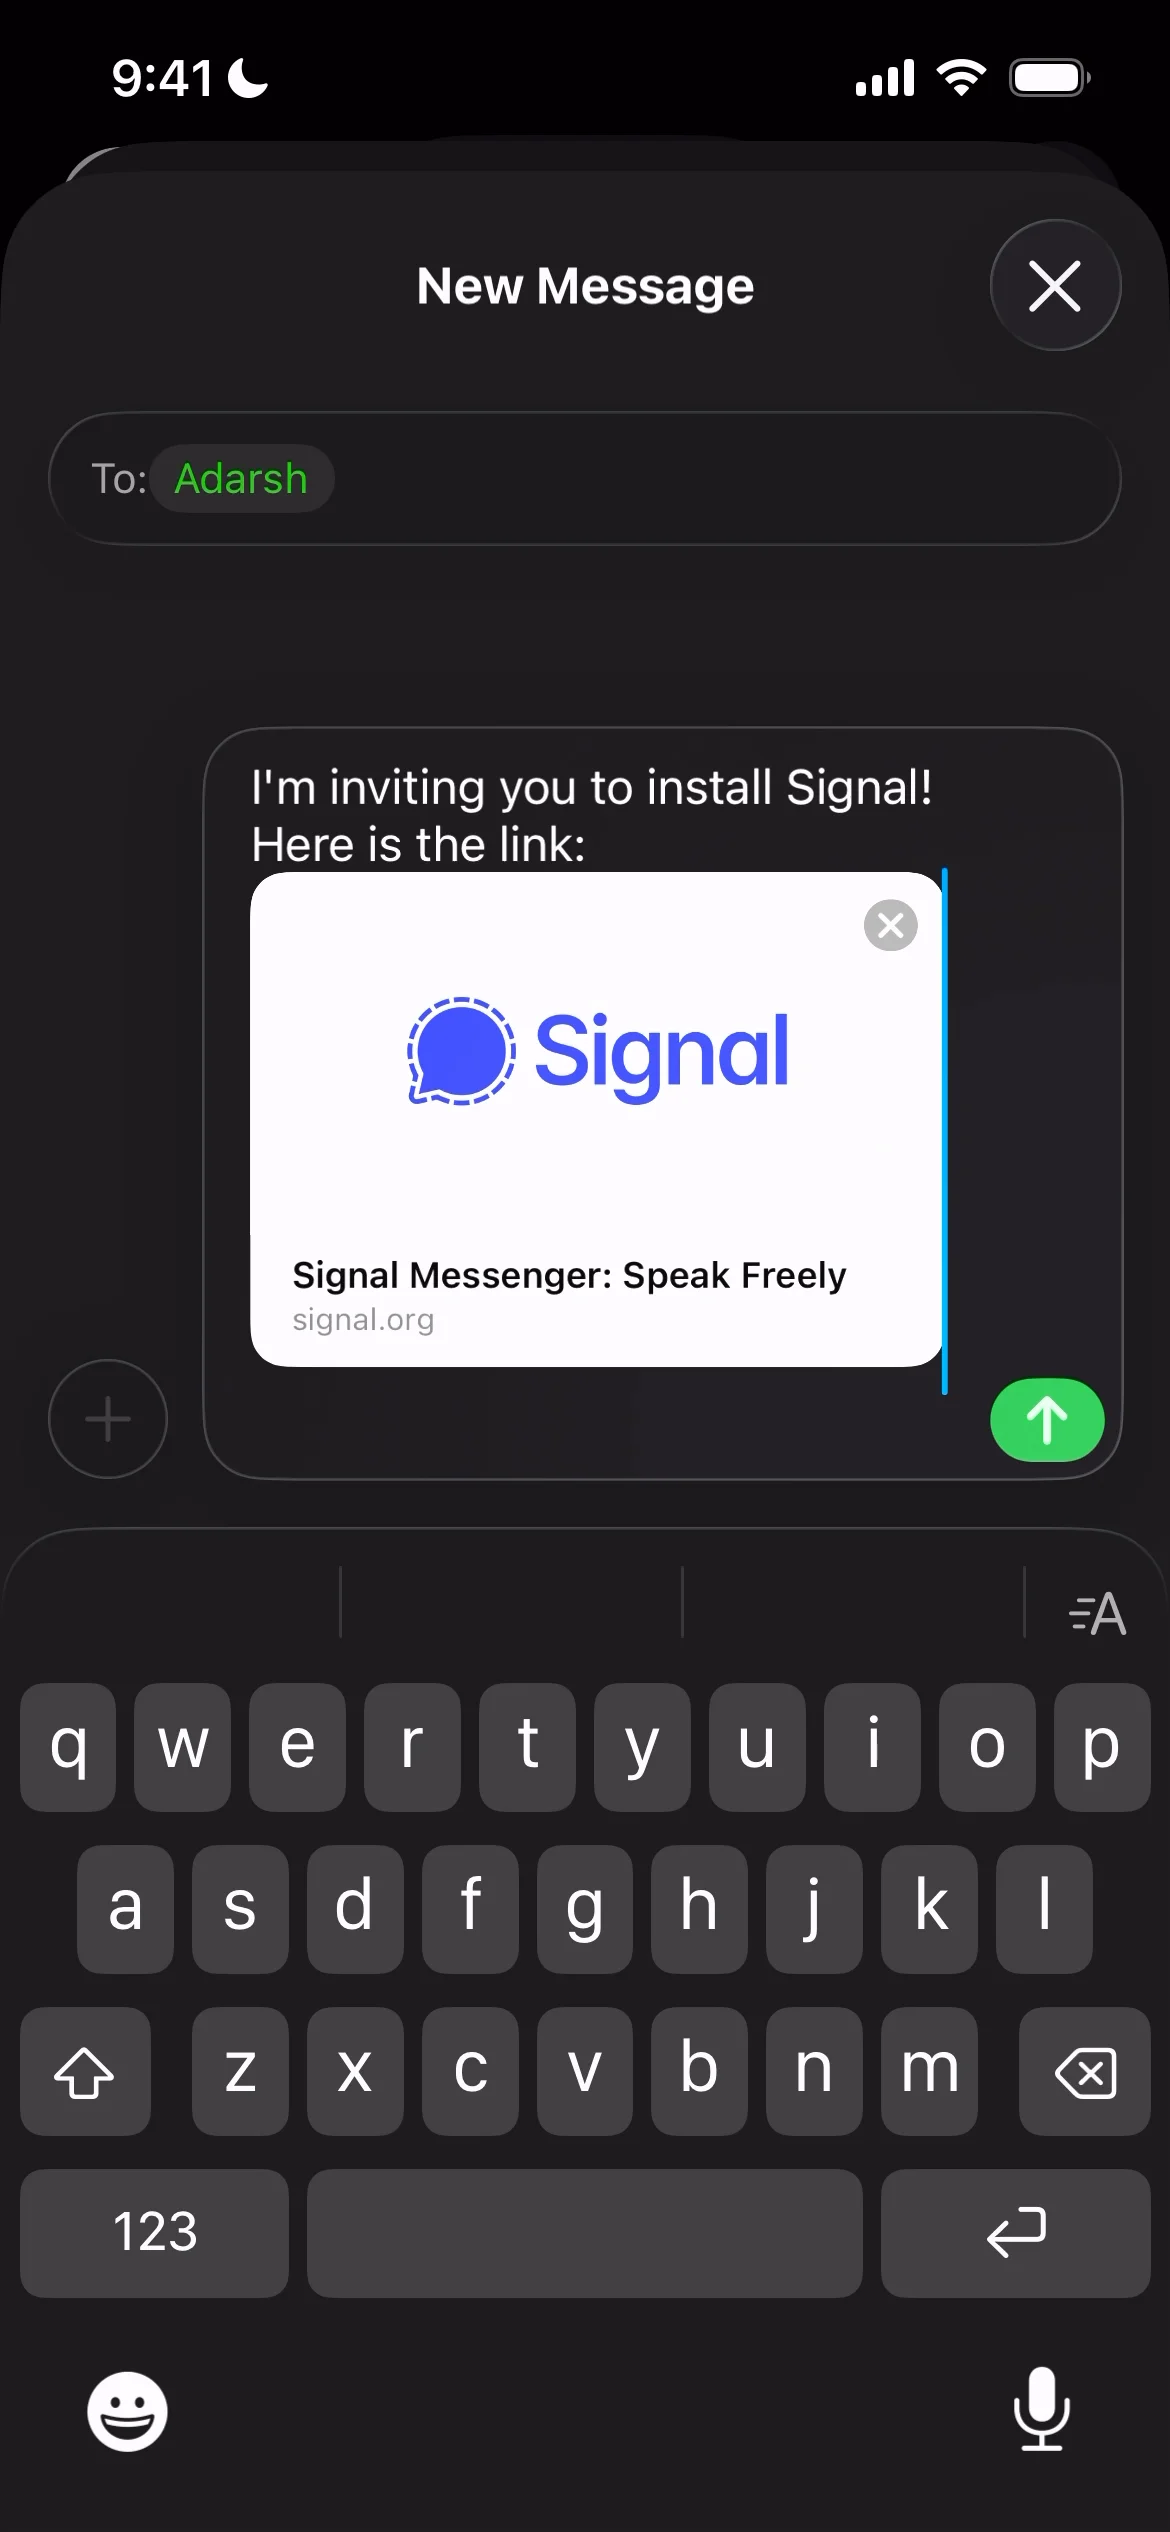 9:41
New Message
To: Adarsh
I'm inviting you to install Signal!
Here is the link:
Signal
Signal Messenger: Speak Freely
signal.org
A
q w e r t y u i o p
a s d f g h j k l
z x c v b n m
123